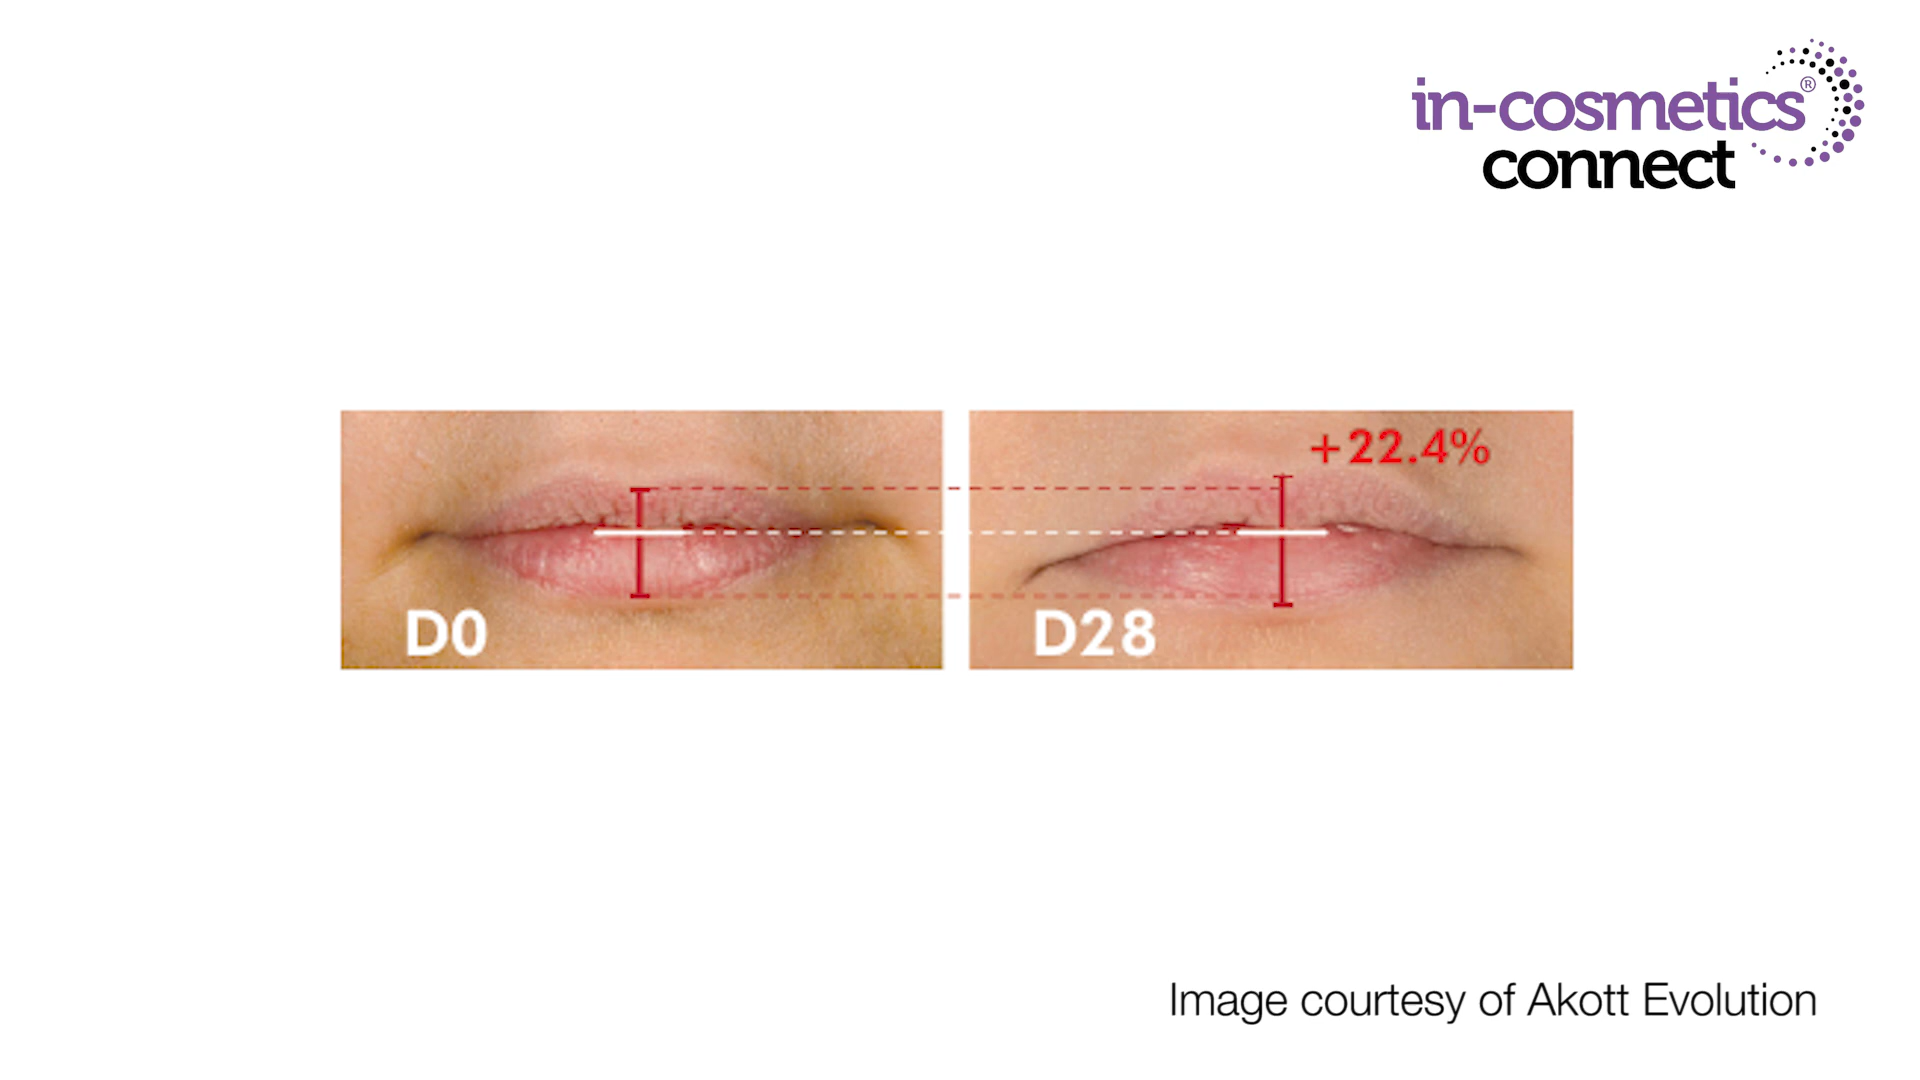 in-cosmetics®
connect
+22.4%
D0
D28
Image courtesy of Akott Evolution